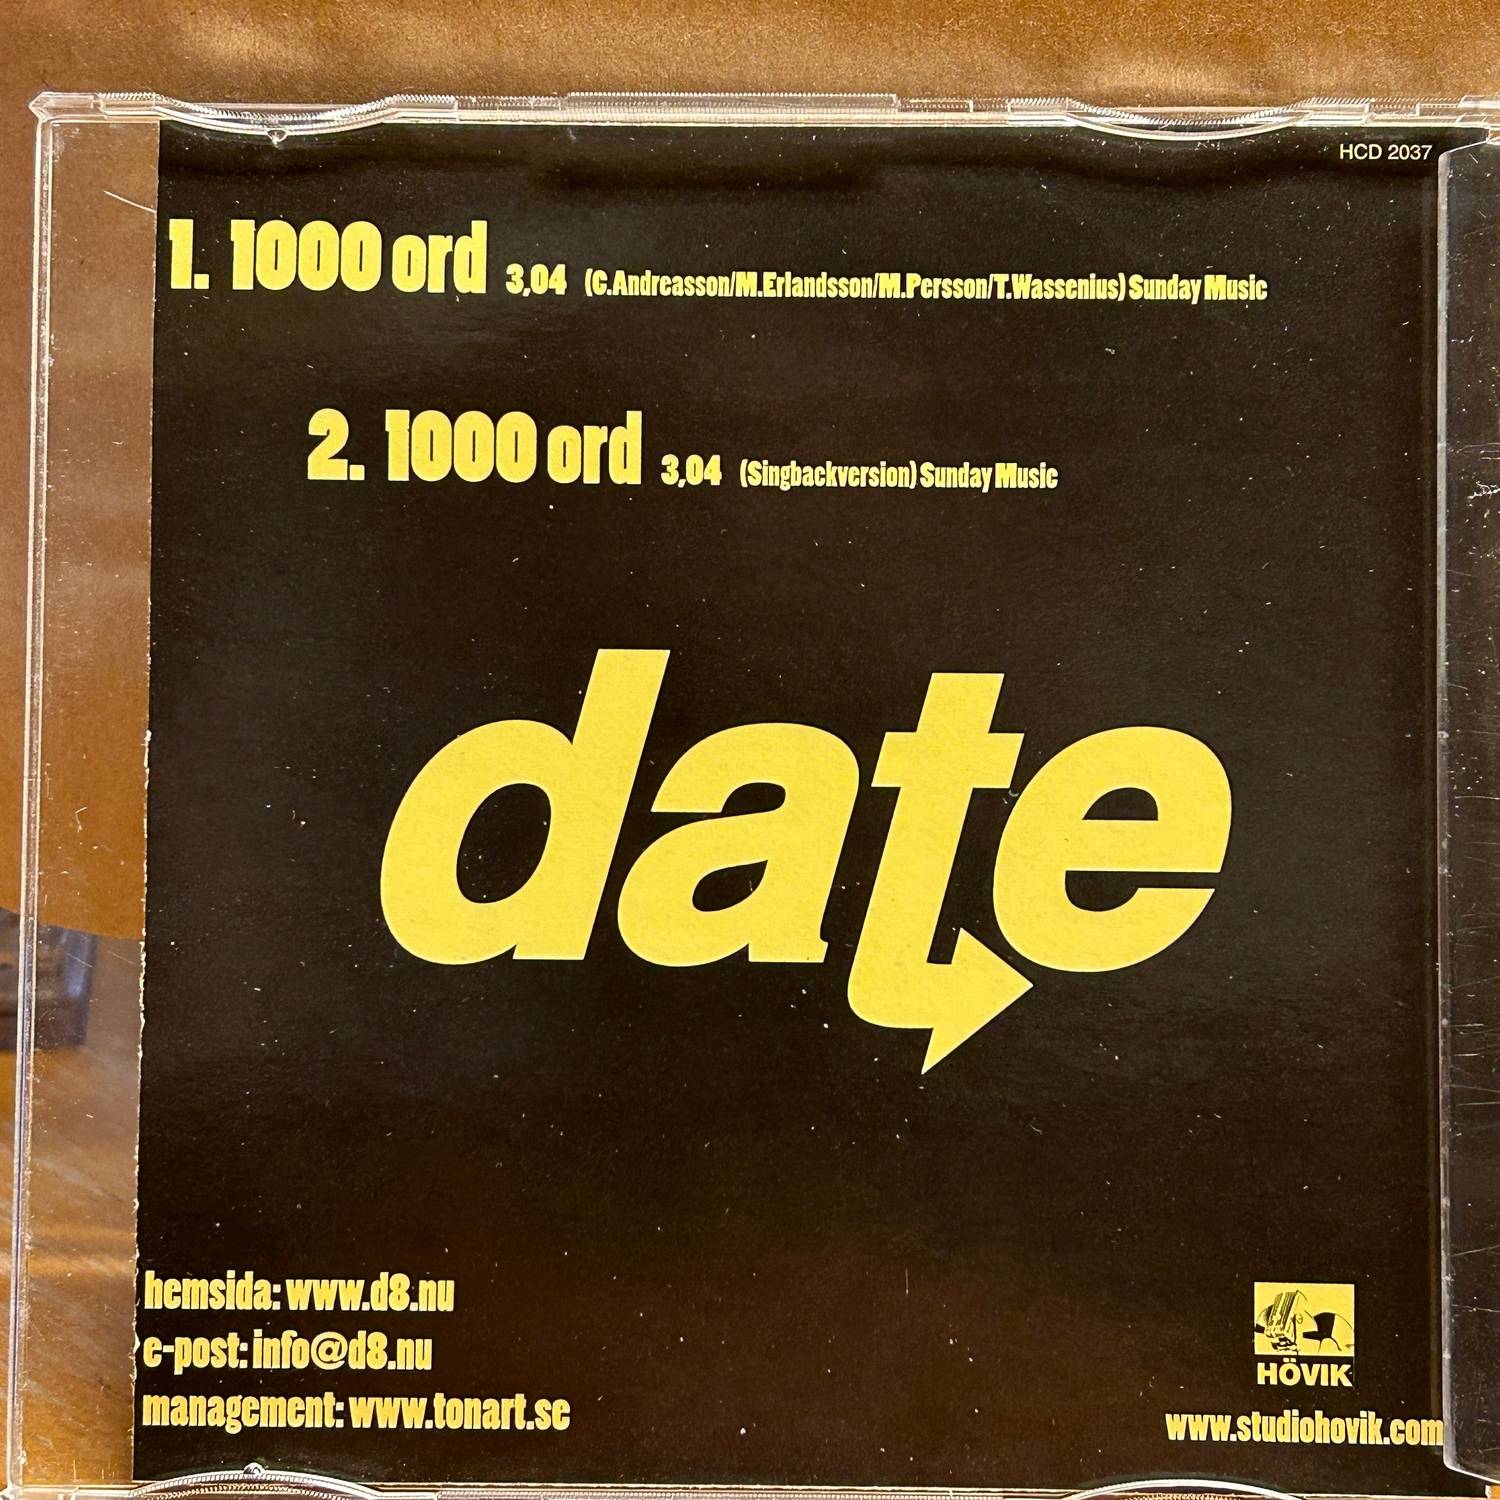 HCD 2037
1. 1000 ord 3,04 (C.Andreasson/M.Erlandsson/M.Persson/T.Wassenius) Sunday Music
2. 1000 ord 3,04 (Singbackversion) Sunday Music
date
hemsida: www.d8.nu
e-post: info@d8.nu
management: www.tonart.se
HÖVIK
www.studiohovik.com